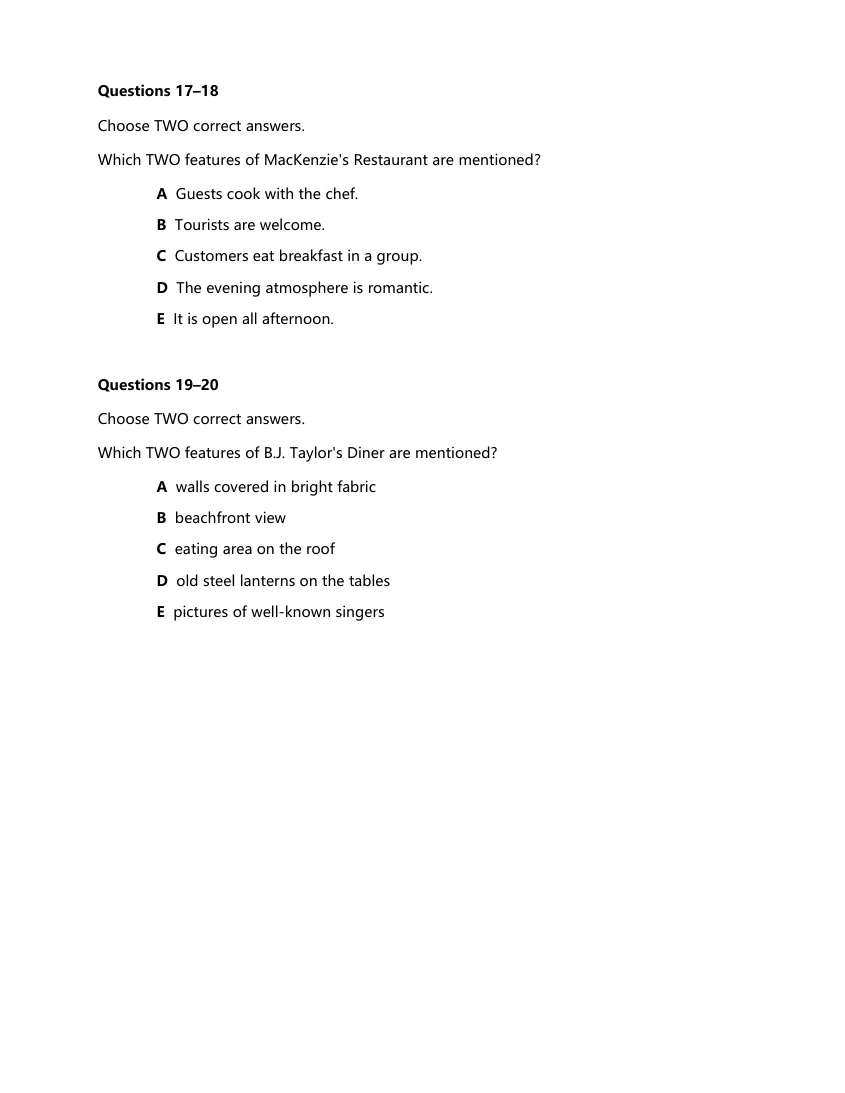 Questions 17–18
Choose TWO correct answers.
Which TWO features of MacKenzie's Restaurant are mentioned?
A Guests cook with the chef.
B Tourists are welcome.
C Customers eat breakfast in a group.
D The evening atmosphere is romantic.
E It is open all afternoon.
Questions 19–20
Choose TWO correct answers.
Which TWO features of B.J. Taylor's Diner are mentioned?
A walls covered in bright fabric
B beachfront view
C eating area on the roof
D old steel lanterns on the tables
E pictures of well-known singers